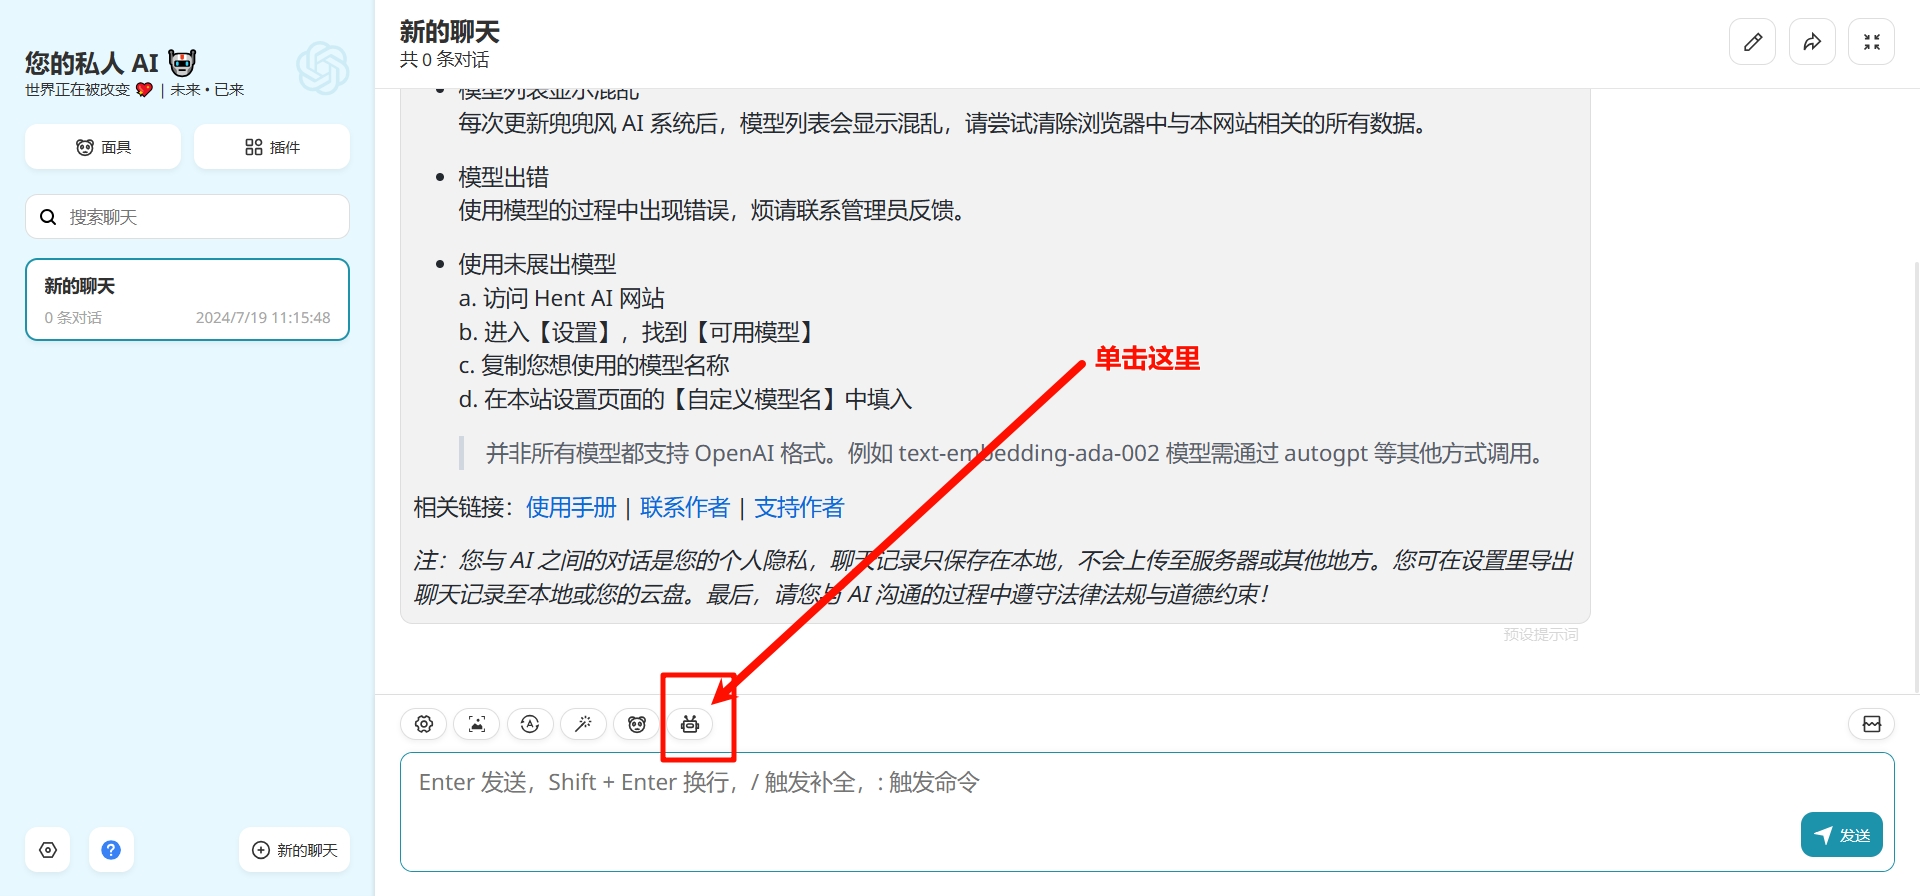 您的私人 AI
世界正在被改变 | 未来 • 已来
面具
插件
搜索聊天
新的聊天
0 条对话
2024/7/19 11:15:48
新的聊天
新的聊天
共 0 条对话
模型列表显示混乱
每次更新兜兜风 AI 系统后，模型列表会显示混乱，请尝试清除浏览器中与本网站相关的所有数据。
模型出错
使用模型的过程中出现错误，烦请联系管理员反馈。
使用未展出模型
a. 访问 Hent AI 网站
b. 进入【设置】，找到【可用模型】
c. 复制您想使用的模型名称
d. 在本站设置页面的【自定义模型名】中填入
单击这里
并非所有模型都支持 OpenAI 格式。例如 text-embedding-ada-002 模型需通过 autogpt 等其他方式调用。
相关链接：使用手册 | 联系作者 | 支持作者
注：您与 AI 之间的对话是您的个人隐私，聊天记录只保存在本地，不会上传至服务器或其他地方。您可在设置里导出
聊天记录至本地或您的云盘。最后，请您与 AI 沟通的过程中遵守法律法规与道德约束！
预设提示词
Enter 发送，Shift + Enter 换行，/ 触发补全，: 触发命令
发送